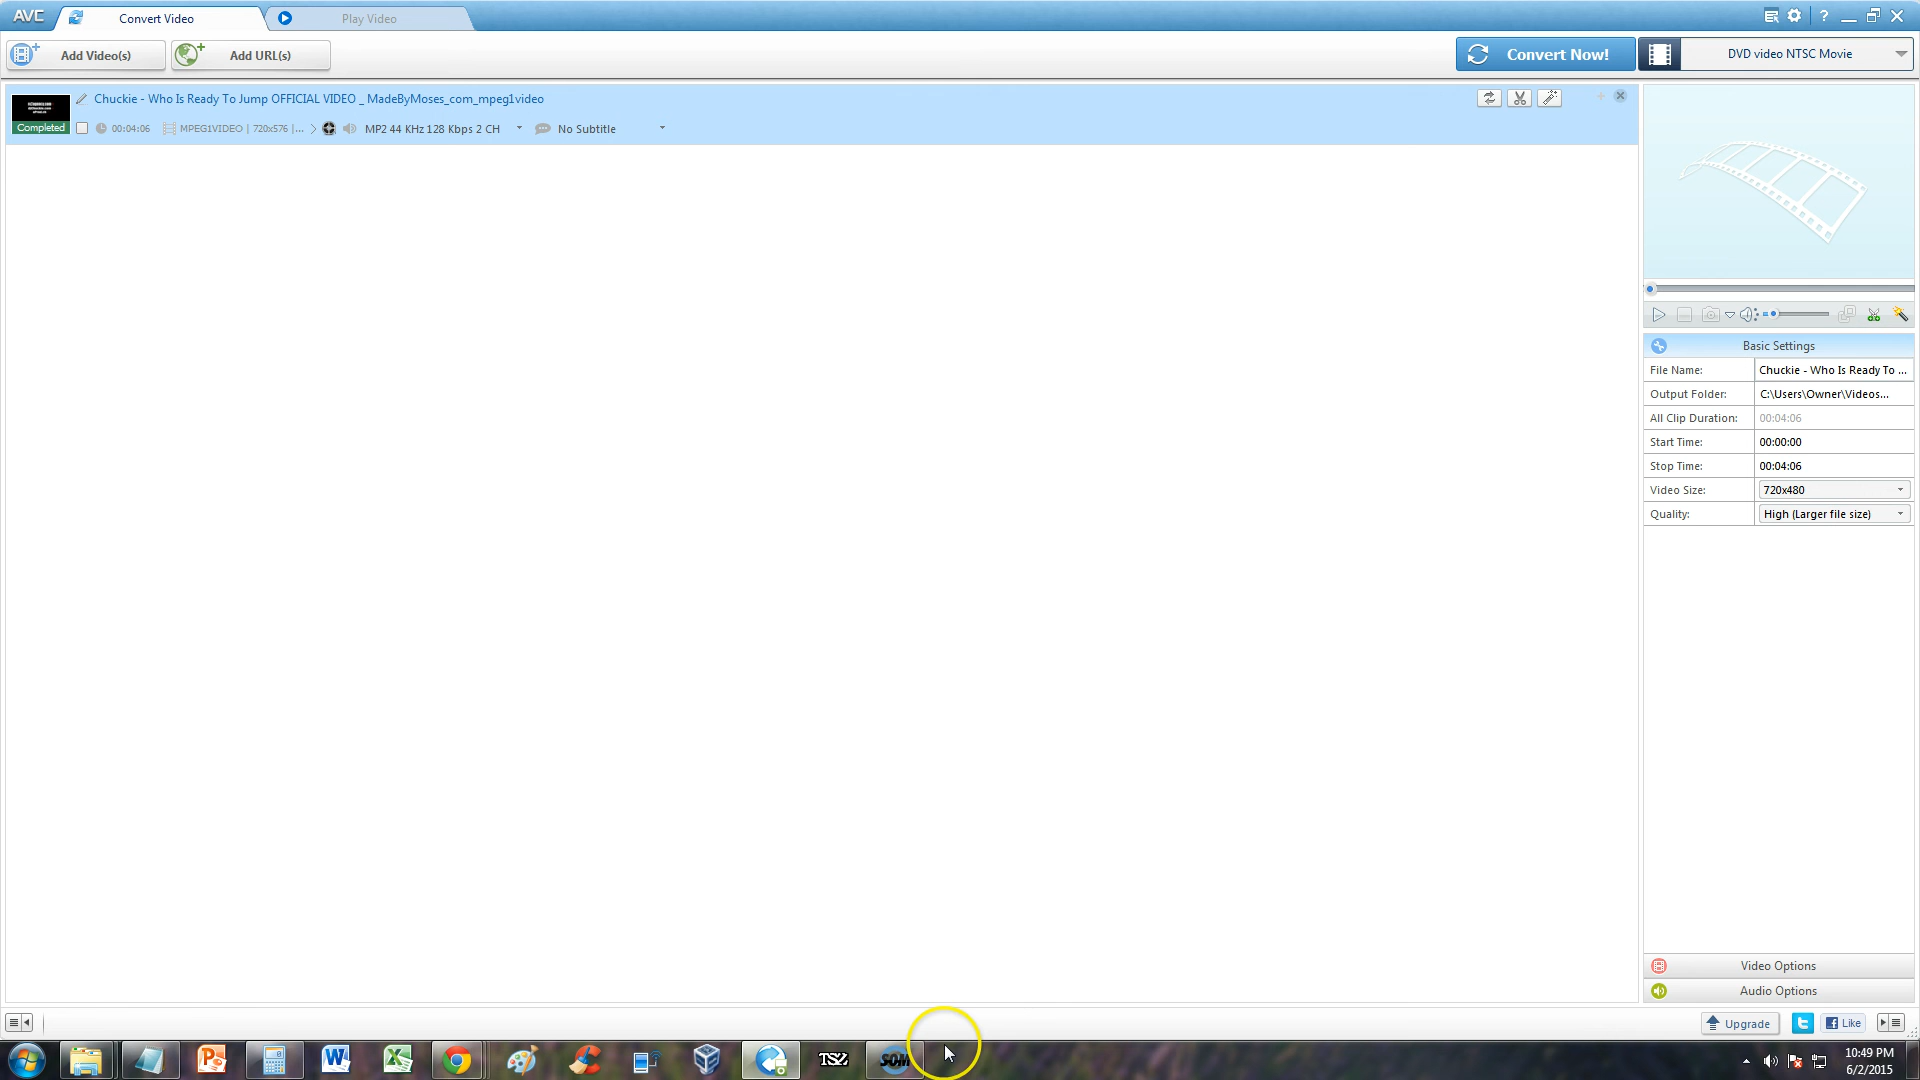 AVC
Convert Video
Play Video
?
Add Video(s)
Add URL(s)
Convert Now!
DVD video NTSC Movie
Chuckie - Who Is Ready To Jump OFFICIAL VIDEO _ MadeByMoses_com_mpeg1video
Completed
00:04:06
MPEG1VIDEO | 720x576 |...
MP2 44 KHz 128 Kbps 2 CH
No Subtitle
Basic Settings
File Name: Chuckie - Who Is Ready To ...
Output Folder: C:\Users\Owner\Videos...
All Clip Duration: 00:04:06
Start Time: 00:00:00
Stop Time: 00:04:06
Video Size: 720x480
Quality: High (Larger file size)
Video Options
Audio Options
Upgrade
Like
TS2
SOM
10:49 PM
6/2/2015